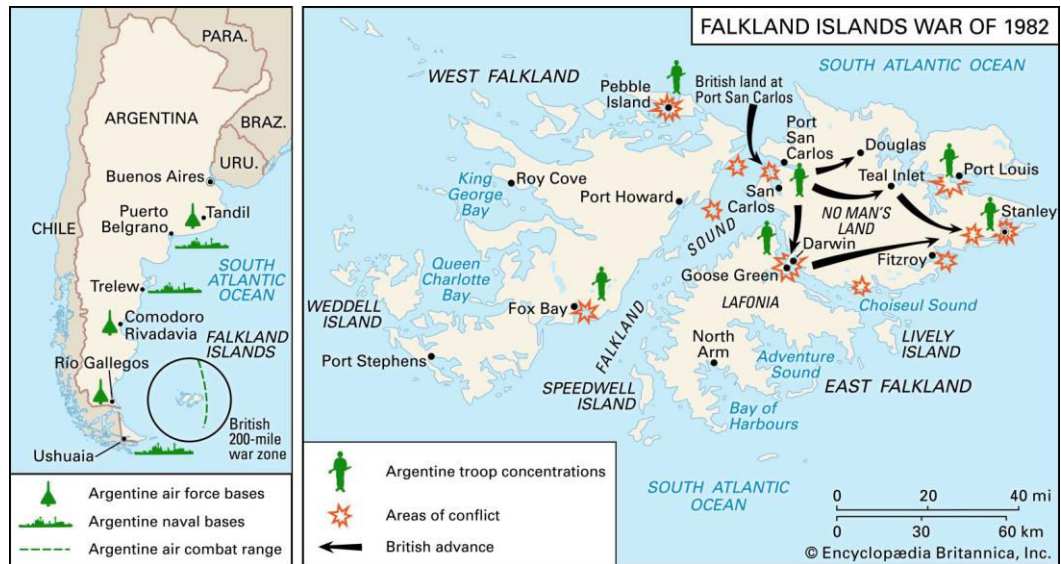 PARA.
ARGENTINA
BRAZ.
URU.
Buenos Aires
CHILE
Tandil
Puerto
Belgrano
SOUTH
ATLANTIC
OCEAN
Trelew
Comodoro
Rivadavia
FALKLAND
ISLANDS
Río Gallegos
British
200-mile
war zone
Ushuaia
Argentine air force bases
Argentine naval bases
Argentine air combat range
FALKLAND ISLANDS WAR OF 1982
WEST FALKLAND
SOUTH ATLANTIC OCEAN
Pebble
Island
British land at
Port San Carlos
Port
San
Carlos
Douglas
Teal Inlet
Port Louis
King
George
Bay
Roy Cove
Port Howard
San
Carlos
NO MAN'S
LAND
Stanley
SOUND
Darwin
Goose Green
Fitzroy
Queen
Charlotte
Bay
LAFONIA
Choiseul Sound
WEDDELL
ISLAND
Fox Bay
FALKLAND
LIVELY
ISLAND
North
Arm
Adventure
Sound
Port Stephens
SPEEDWELL
ISLAND
EAST FALKLAND
Bay of
Harbours
Argentine troop concentrations
Areas of conflict
British advance
SOUTH ATLANTIC
OCEAN
0 20 40 mi
0 30 60 km
© Encyclopædia Britannica, Inc.